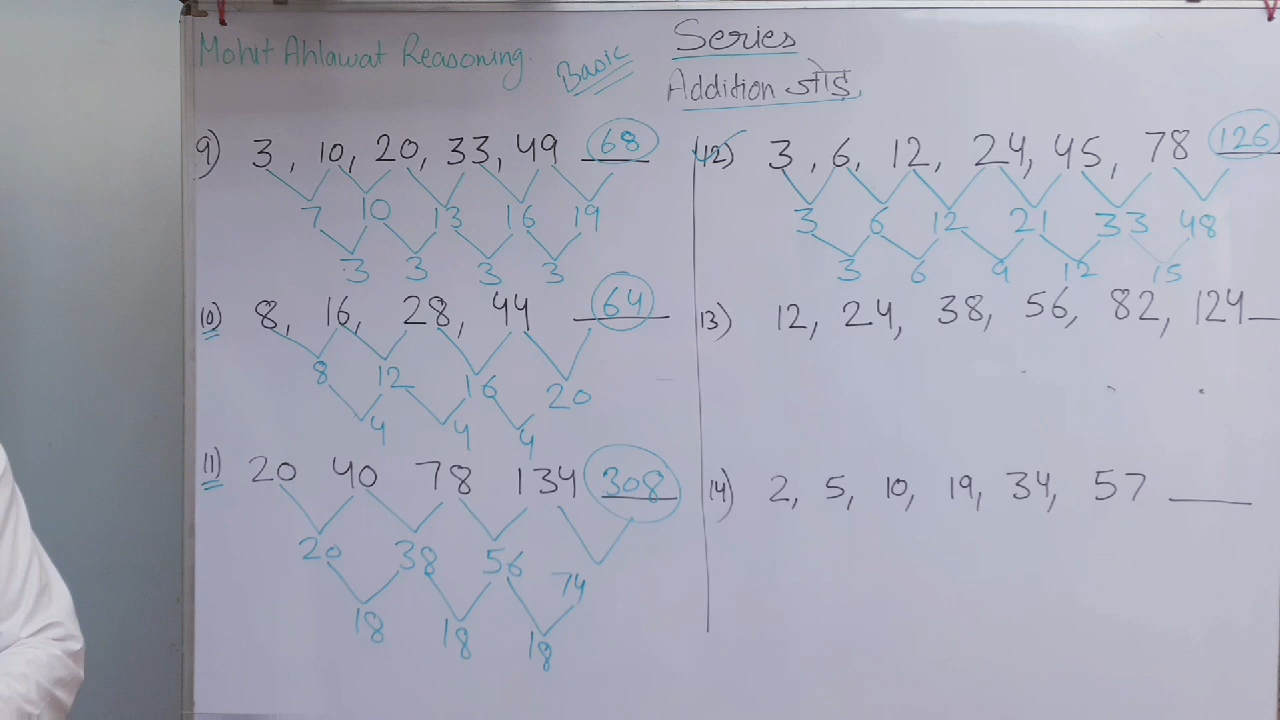 Mohit Ahlawat Reasoning. Basic
Series
Addition जोड़
9) 3, 10, 20, 33, 49 68
7 10 13 16 19
3 3 3 3
10) 8, 16, 28, 44 64
8 12 16 20
4 4 4
11) 20 40 78 134 308
20 38 56 74
18 18 18
12) 3, 6, 12, 24, 45, 78 126
3 6 12 21 33 48
3 6 9 12 15
13) 12, 24, 38, 56, 82, 124 __
14) 2, 5, 10, 19, 34, 57 ____